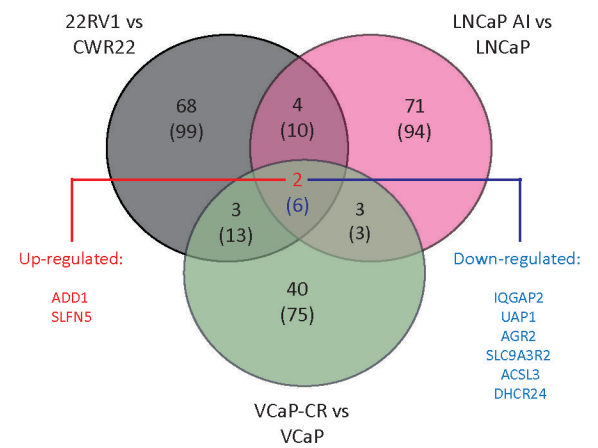 22RV1 vs
CWR22
LNCaP AI vs
LNCaP
68
(99)
4
(10)
71
(94)
2
(6)
3
(13)
3
(3)
40
(75)
Up-regulated:
ADD1
SLFN5
Down-regulated:
IQGAP2
UAP1
AGR2
SLC9A3R2
ACSL3
DHCR24
VCaP-CR vs
VCaP